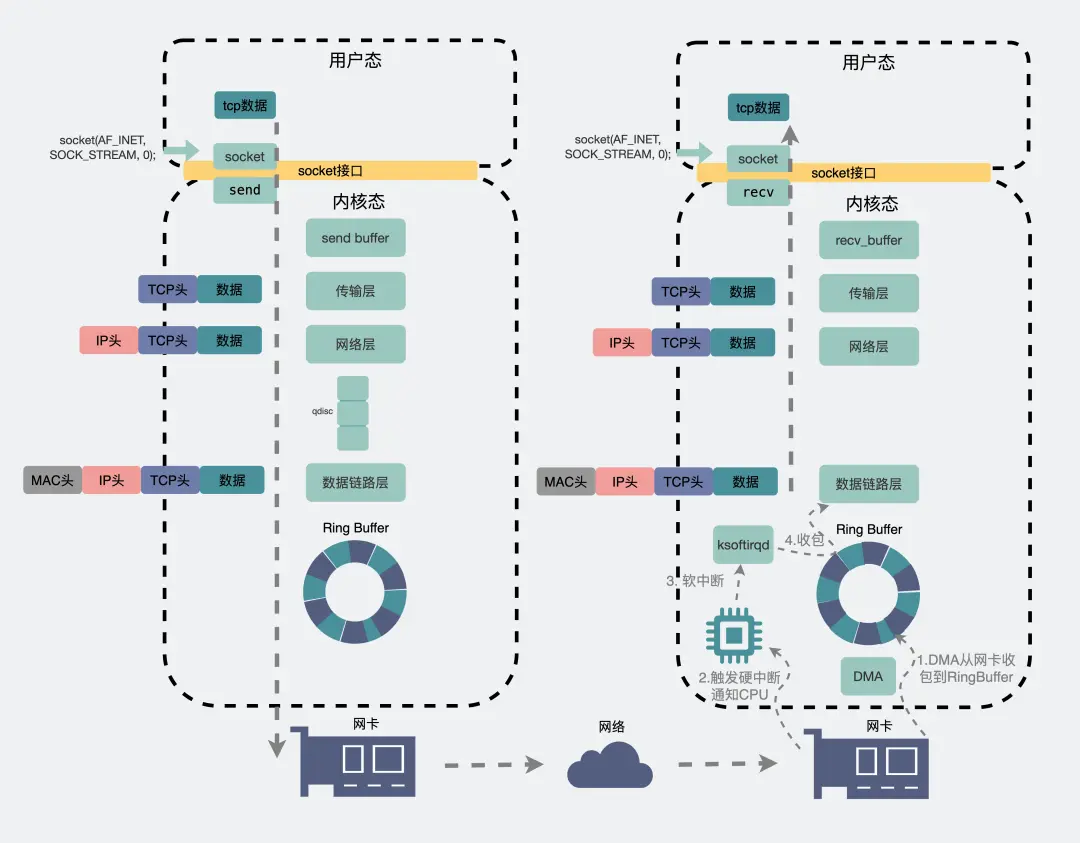 用户态
tcp数据
socket(AF_INET,
SOCK_STREAM, 0);
socket
socket接口
send
内核态
send buffer
TCP头 数据
传输层
IP头 TCP头 数据
网络层
qdisc
MAC头 IP头 TCP头 数据
数据链路层
Ring Buffer
网卡
网络
用户态
tcp数据
socket(AF_INET,
SOCK_STREAM, 0);
socket
socket接口
recv
内核态
recv_buffer
TCP头 数据
传输层
IP头 TCP头 数据
网络层
MAC头 IP头 TCP头 数据
数据链路层
Ring Buffer
ksoftirqd
4.收包
3. 软中断
2.触发硬中断
通知CPU
DMA
1.DMA从网卡收
包到RingBuffer
网卡